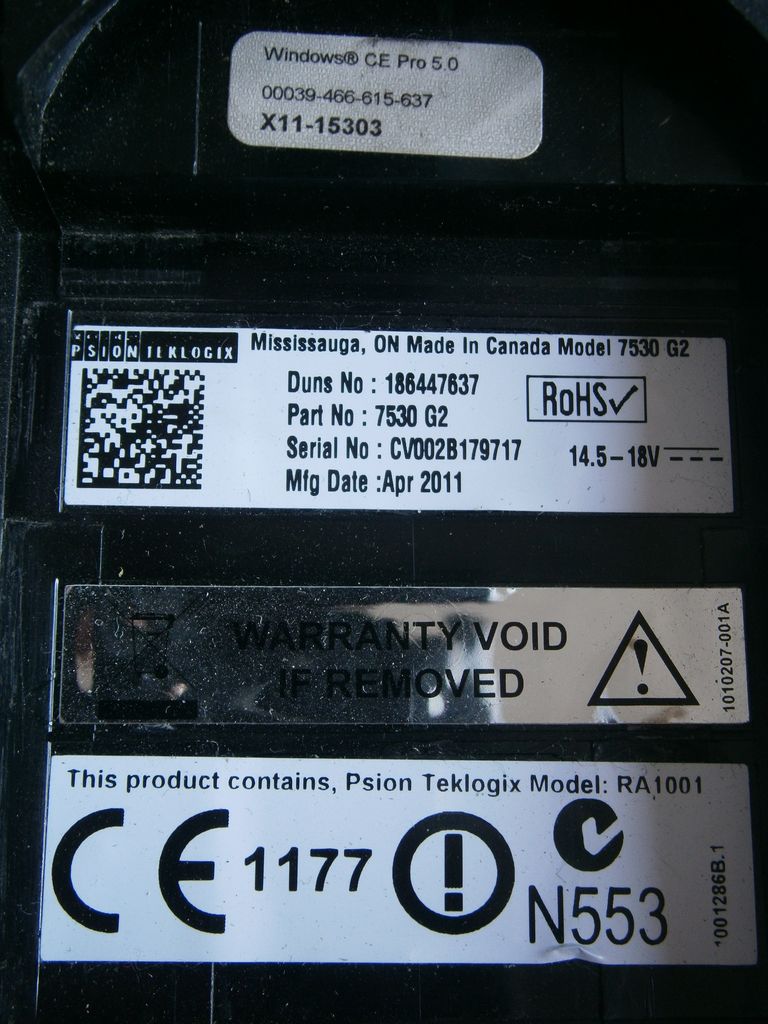 Windows® CE Pro 5.0
00039-466-615-637
X11-15303
PSION TEKLOGIX
Mississauga, ON Made In Canada Model 7530 G2
Duns No : 186447637
RoHS✓
Part No : 7530 G2
Serial No : CV002B179717
14.5–18V
Mfg Date :Apr 2011
WARRANTY VOID
IF REMOVED
1010207-001A
This product contains, Psion Teklogix Model: RA1001
CE 1177
N553
1001286B.1